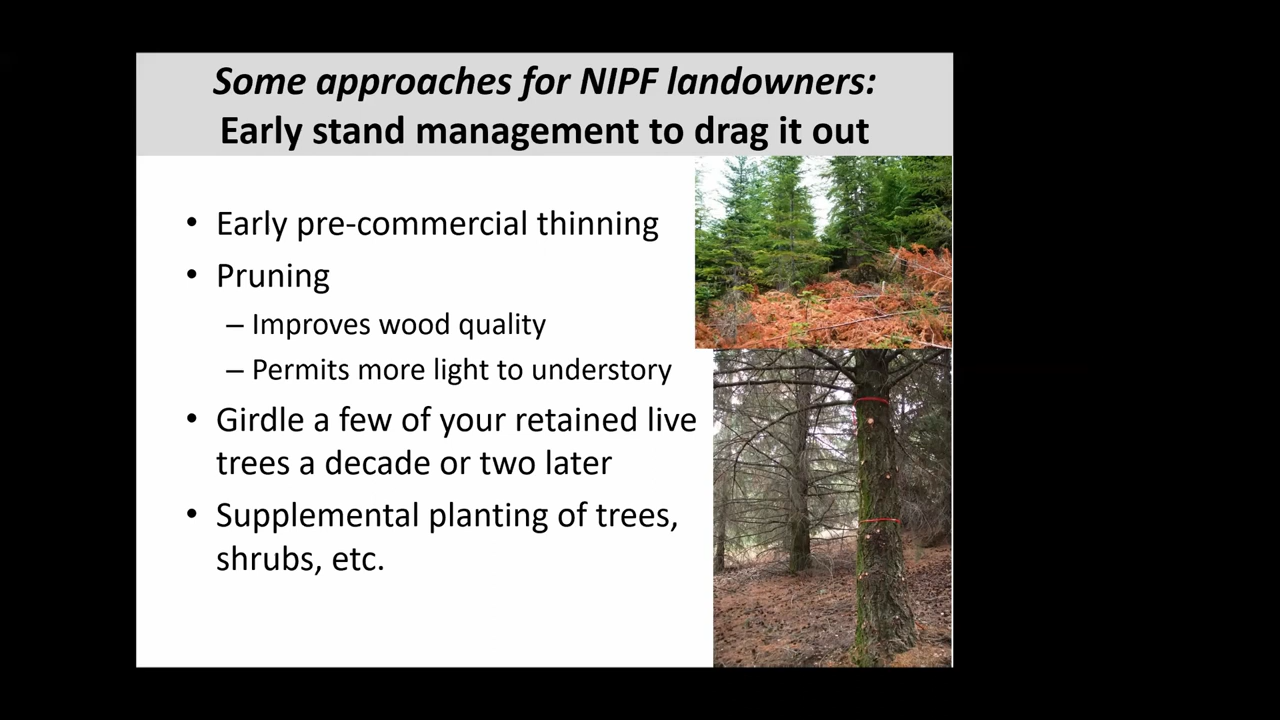 Some approaches for NIPF landowners:
Early stand management to drag it out
• Early pre-commercial thinning
• Pruning
– Improves wood quality
– Permits more light to understory
• Girdle a few of your retained live
trees a decade or two later
• Supplemental planting of trees,
shrubs, etc.